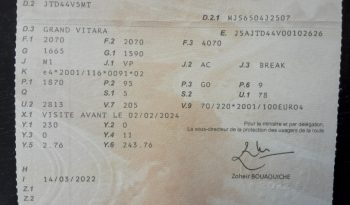 D.2 JTD44V5MT
D.2.1 MJS6504J2507
D.3 GRAND VITARA E. JSAJTD44V00102626
F.1 2070 F.2 2070 F.3 4070
G 1665 G.1 1590
J M1 J.1 VP J.2 AC J.3 BREAK
K e4*2001/116*0091*02
P.1 1870 P.2 95 P.3 GO P.6 9
Q S.1 5 U.1 78
U.2 2813 V.7 205 V.9 70/220*2001/100EURO4
X.1 VISITE AVANT LE 02/02/2024
Y.1 230 Y.2 0
Y.3 0 Y.4 11
Y.5 2.76 Y.6 243.76
Pour le ministre et par délégation,
La sous-directeur de la protection des usagers de la route
Zoheir BOUAOUICHE
H
I 14/03/2022
Z.1
Z.2